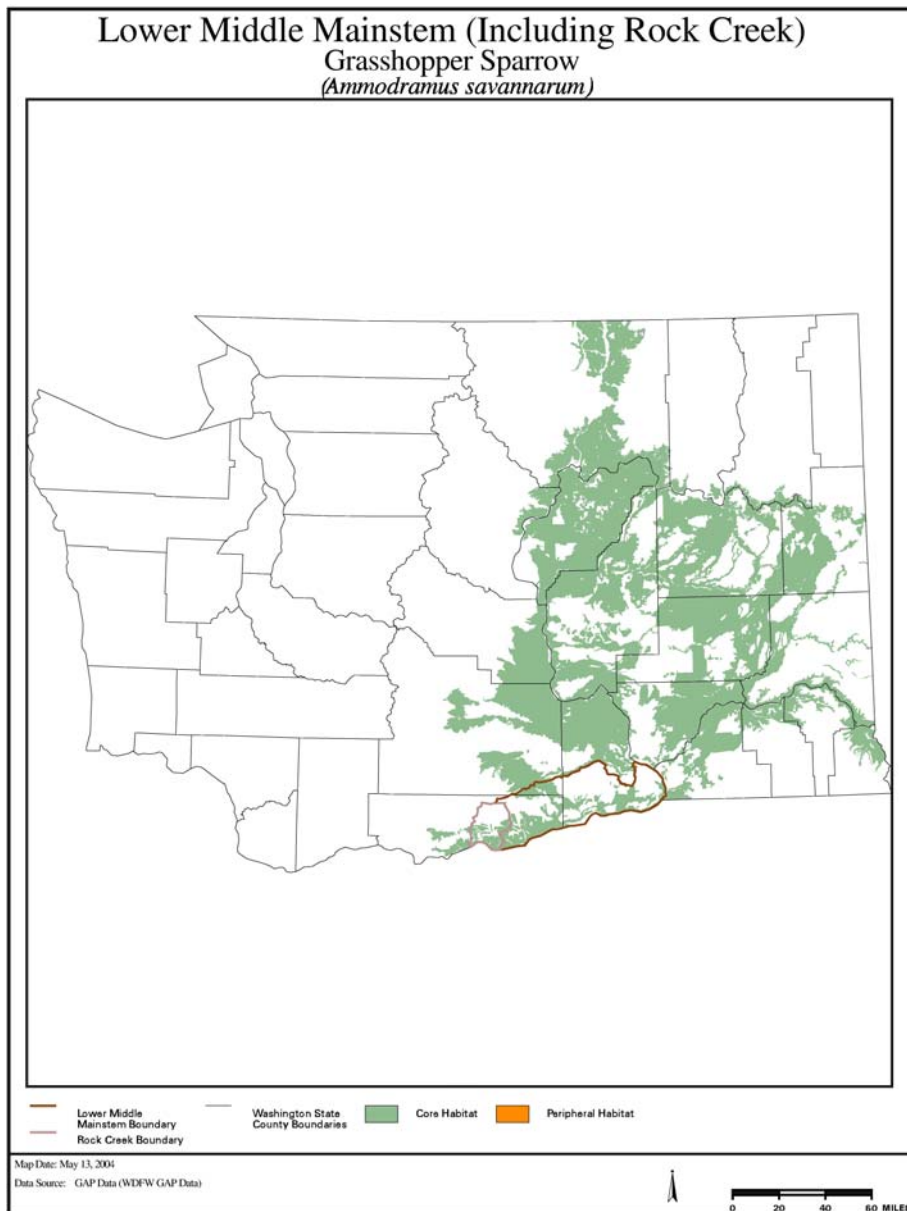 Lower Middle Mainstem (Including Rock Creek)
Grasshopper Sparrow
(Ammodramus savannarum)
Lower Middle
Mainstem Boundary
Rock Creek Boundary
Washington State
County Boundaries
Core Habitat
Peripheral Habitat
Map Date: May 13, 2004
Data Source: GAP Data (WDFW GAP Data)
0 20 40 60 MILES